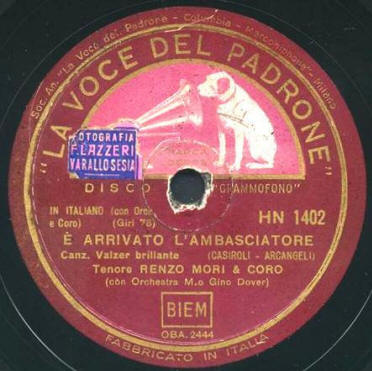 Soc. An. "La Voce del Padrone - Columbia - Marconiphone" - Milano
"LA VOCE DEL PADRONE"
FOTOGRAFIA
F. LAZZERI
VARALLO SESIA
DISCO "GRAMMOFONO"
IN ITALIANO (con Orch.
e Coro) (Giri 78)
HN 1402
È ARRIVATO L'AMBASCIATORE
Canz. Valzer brillante (CASIROLI - ARCANGELI)
Tenore RENZO MORI & CORO
(con Orchestra M.o Gino Dover)
BIEM
OBA. 2444
FABBRICATO IN ITALIA